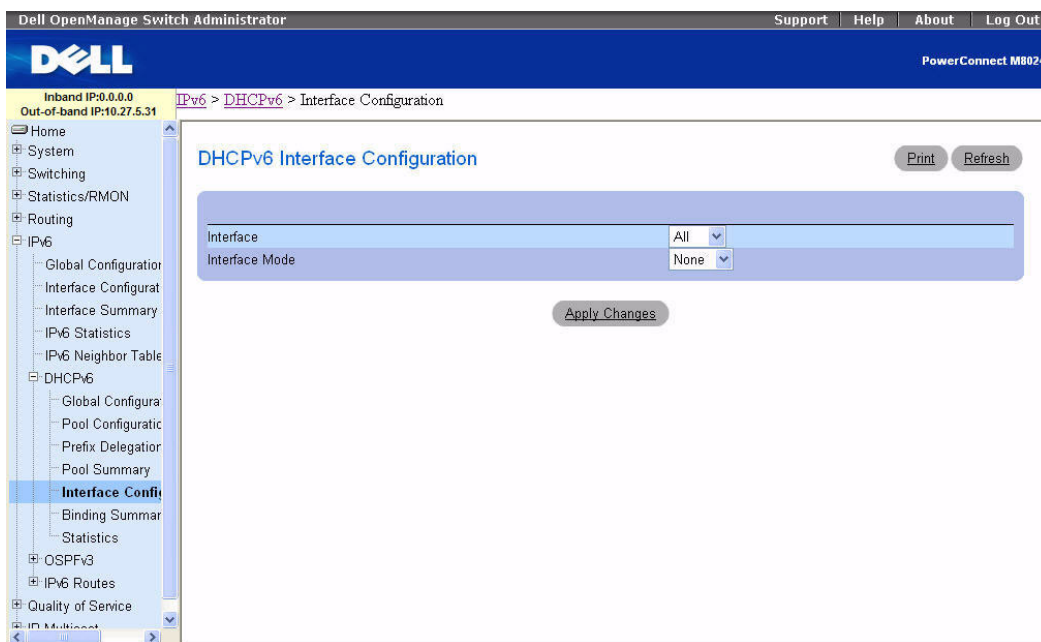 Dell OpenManage Switch Administrator
Support | Help | About | Log Out
DELL
PowerConnect M8024
Inband IP:0.0.0.0
Out-of-band IP:10.27.5.31
IPv6 > DHCPv6 > Interface Configuration
Home
System
Switching
Statistics/RMON
Routing
IPv6
Global Configuration
Interface Configurat
Interface Summary
IPv6 Statistics
IPv6 Neighbor Table
DHCPv6
Global Configura
Pool Configuratic
Prefix Delegation
Pool Summary
Interface Config
Binding Summar
Statistics
OSPFv3
IPv6 Routes
Quality of Service
IP Multicast
DHCPv6 Interface Configuration
Print
Refresh
Interface
All
Interface Mode
None
Apply Changes